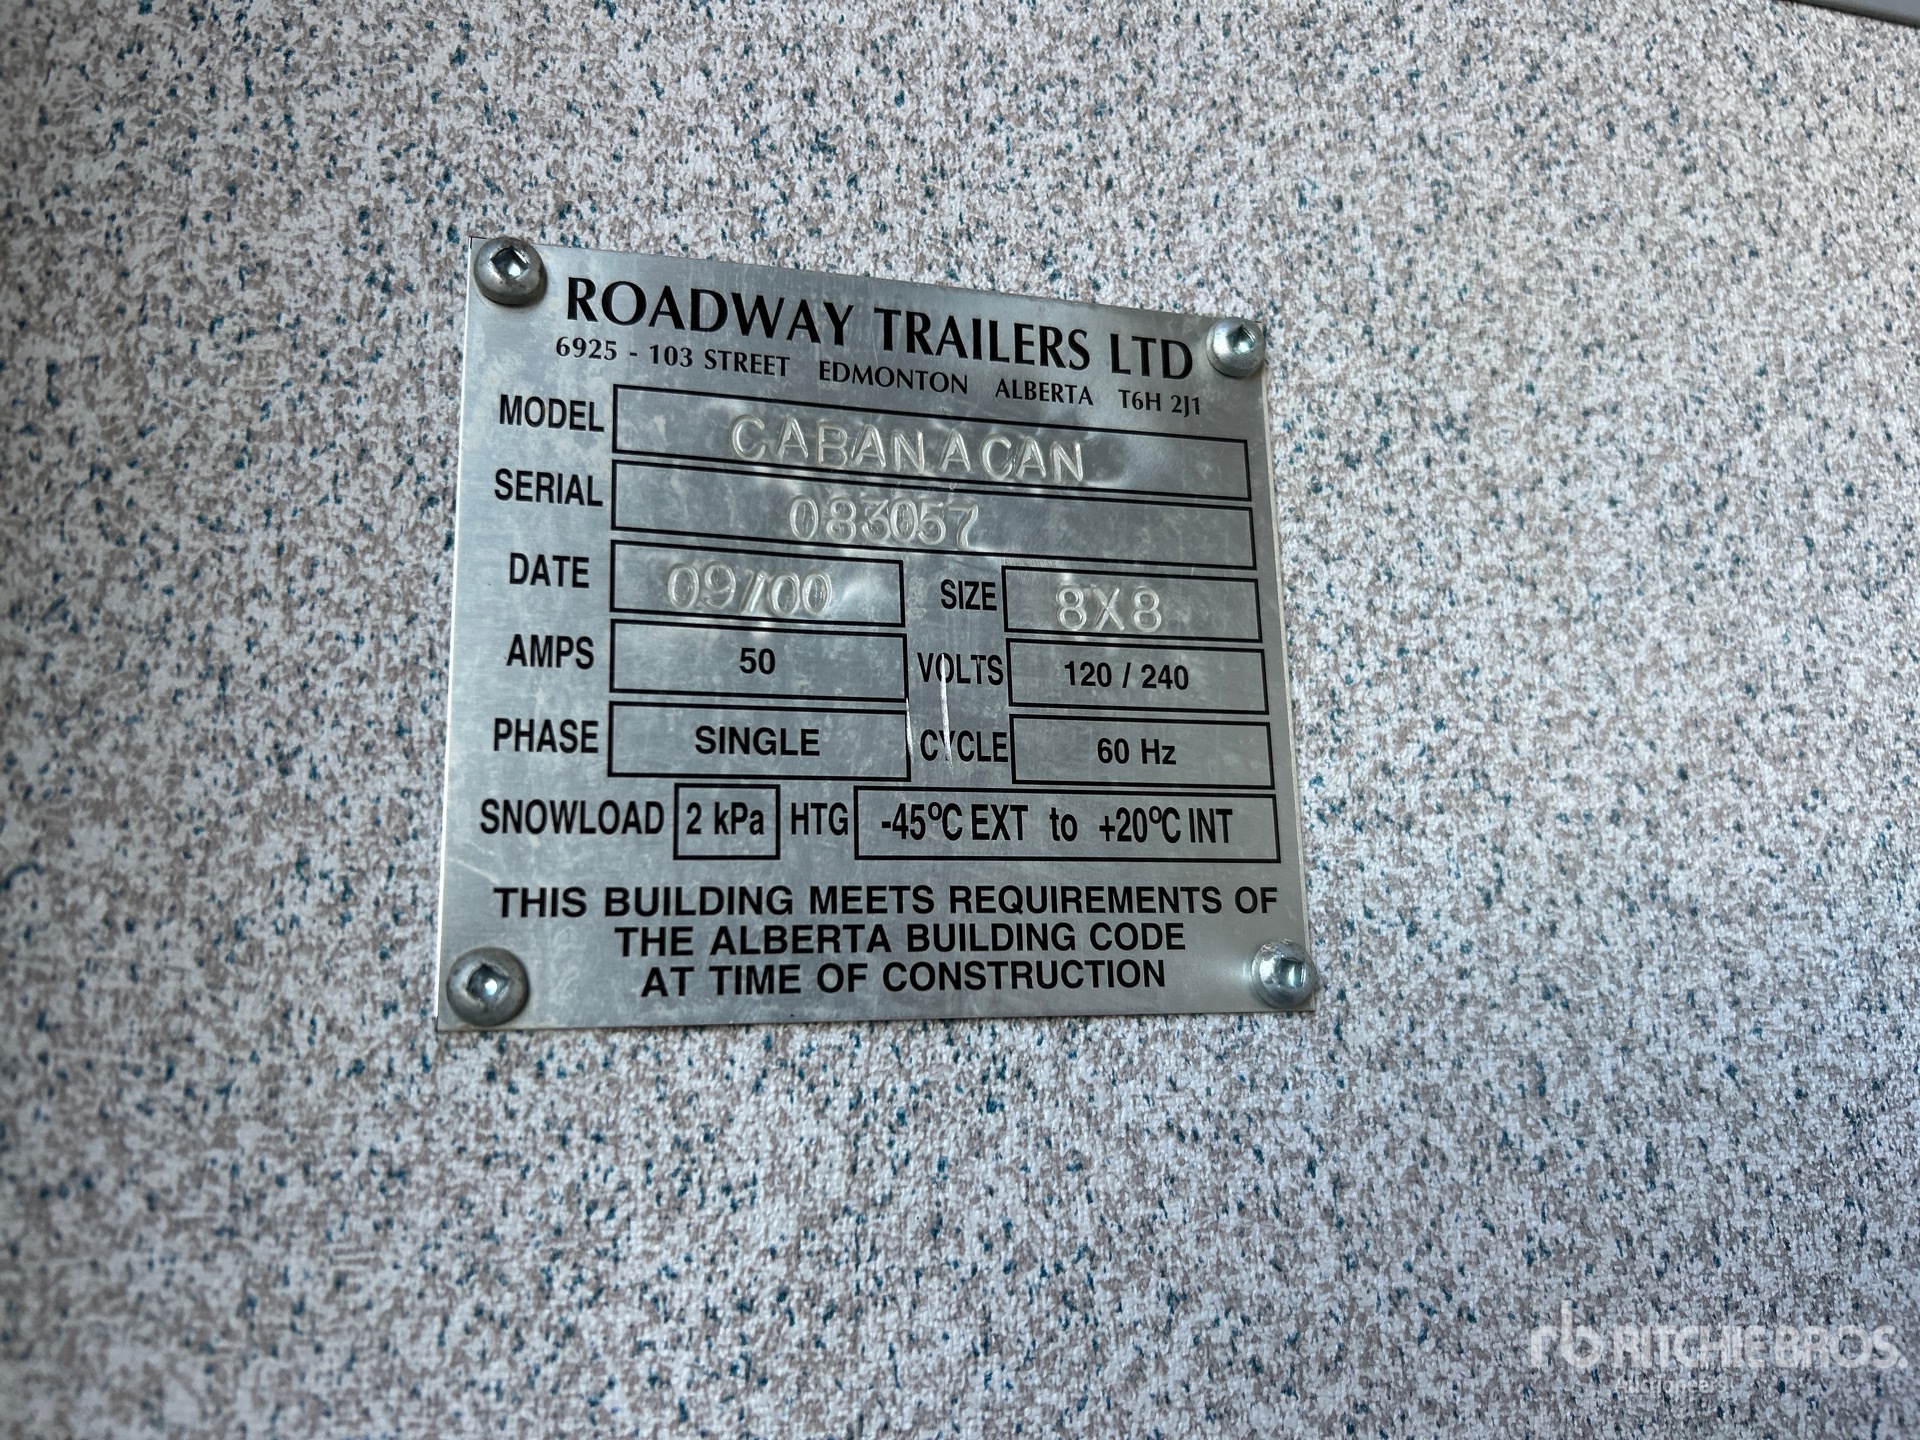 ROADWAY TRAILERS LTD
6925 - 103 STREET EDMONTON ALBERTA T6H 2J1
MODEL CABANACAN
SERIAL 083057
DATE 09/00 SIZE 8X8
AMPS 50 VOLTS 120 / 240
PHASE SINGLE CYCLE 60 Hz
SNOWLOAD 2 kPa HTG -45°C EXT to +20°C INT
THIS BUILDING MEETS REQUIREMENTS OF
THE ALBERTA BUILDING CODE
AT TIME OF CONSTRUCTION
rb RITCHIE BROS.
Auctioneers